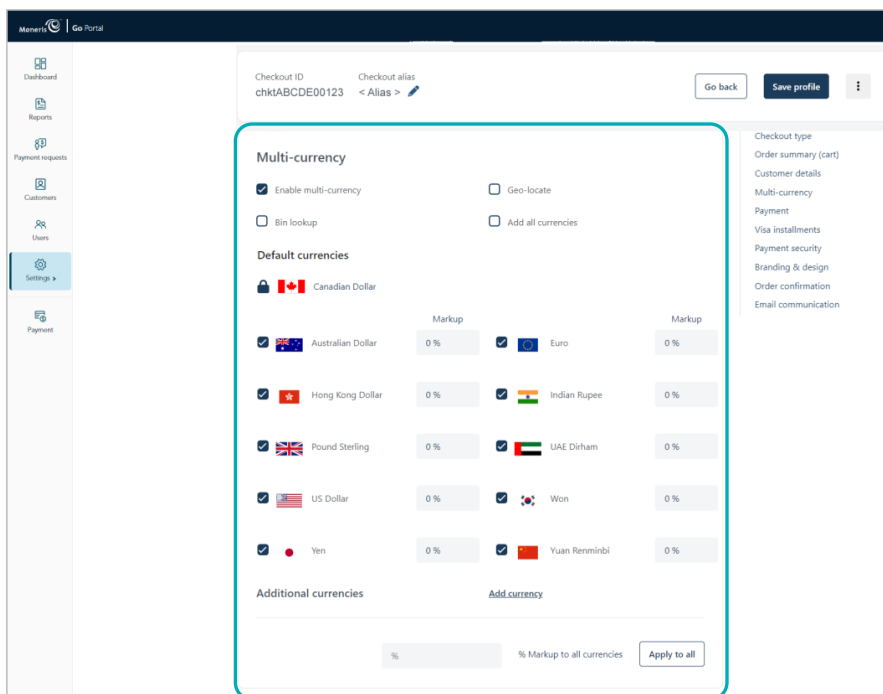 Moneris Go Portal
Dashboard
Reports
Payment requests
Customers
Users
Settings >
Payment
Checkout ID Checkout alias
chktABCDE00123 < Alias >
Go back Save profile
Multi-currency
Enable multi-currency Geo-locate
Bin lookup Add all currencies
Default currencies
Canadian Dollar
Markup Markup
Australian Dollar 0 % Euro 0 %
Hong Kong Dollar 0 % Indian Rupee 0 %
Pound Sterling 0 % UAE Dirham 0 %
US Dollar 0 % Won 0 %
Yen 0 % Yuan Renminbi 0 %
Additional currencies Add currency
% % Markup to all currencies Apply to all
Checkout type
Order summary (cart)
Customer details
Multi-currency
Payment
Visa installments
Payment security
Branding & design
Order confirmation
Email communication